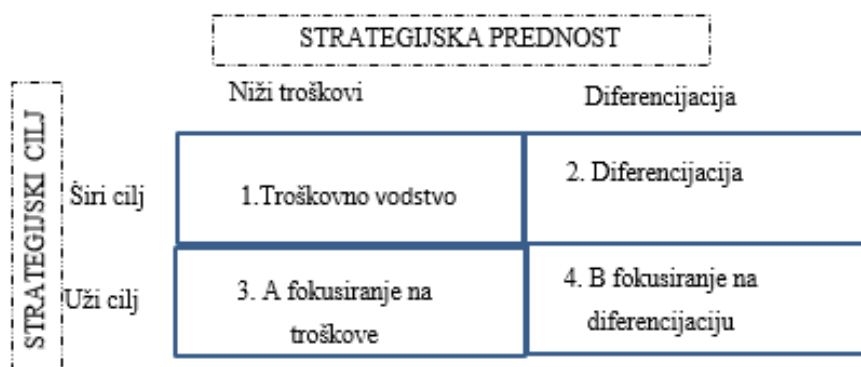 STRATEGIJSKA PREDNOST
Niži troškovi
Diferencijacija
STRATEGIJSKI CILJ
Širi cilj
1.Troškovno vodstvo
2. Diferencijacija
Uži cilj
3. A fokusiranje na
troškove
4. B fokusiranje na
diferencijaciju